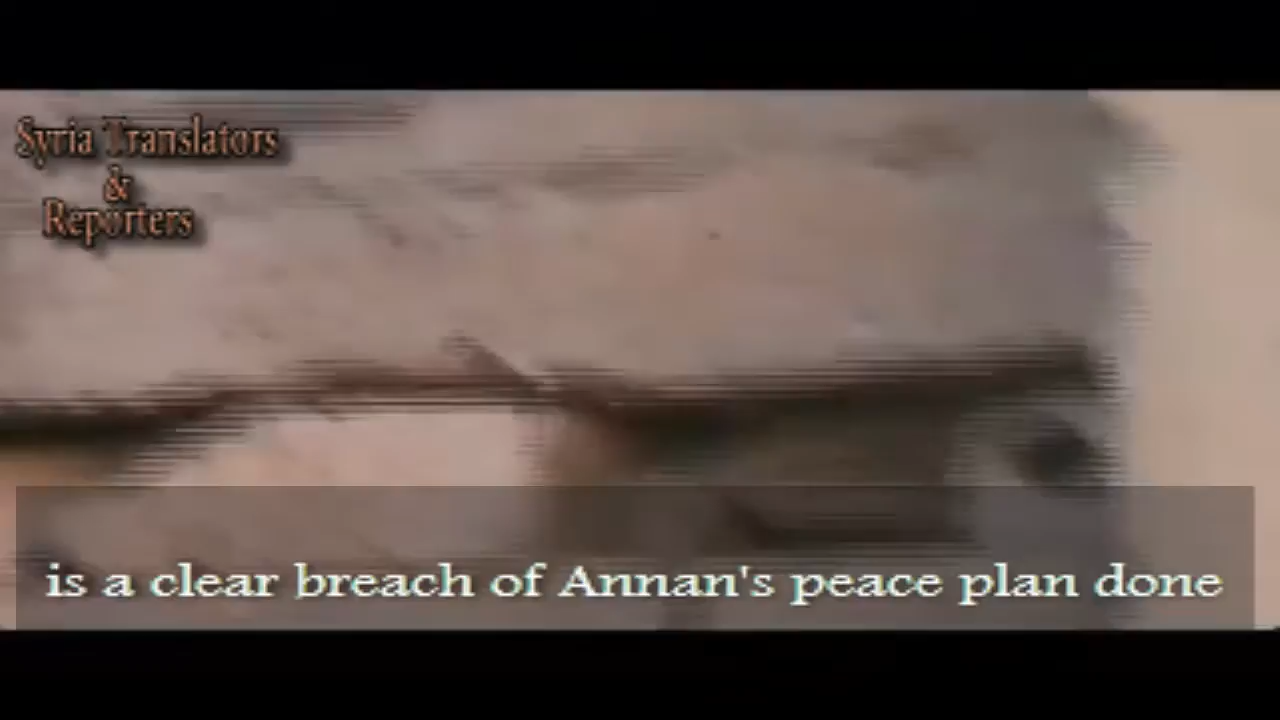 Syria Translators
&
Reporters
is a clear breach of Annan's peace plan done